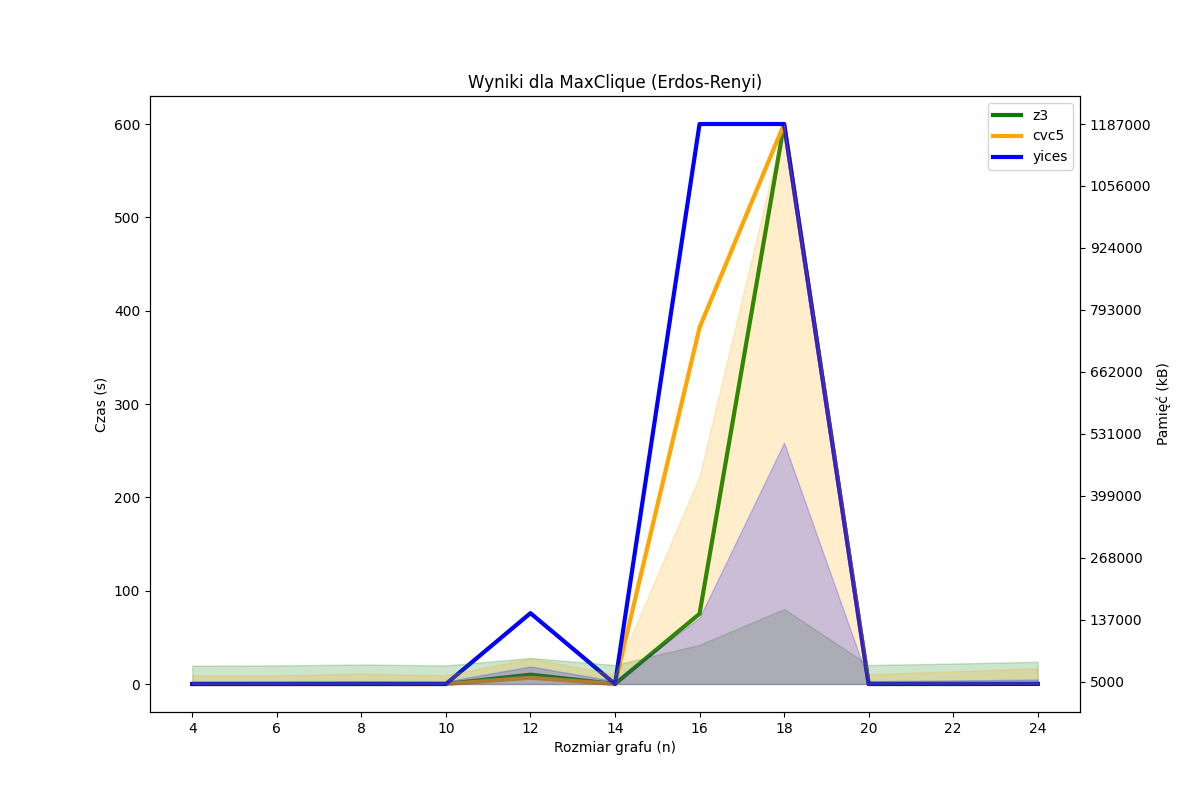 Wyniki dla MaxClique (Erdos-Renyi)
z3
cvc5
yices
600
500
400
300
200
100
0
Czas (s)
1187000
1056000
924000
793000
662000
531000
399000
268000
137000
5000
Pamięć (kB)
4 6 8 10 12 14 16 18 20 22 24
Rozmiar grafu (n)